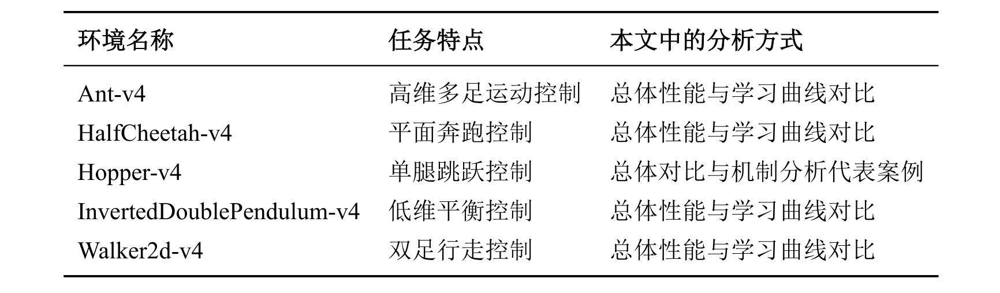 环境名称 任务特点 本文中的分析方式
Ant-v4 高维多足运动控制 总体性能与学习曲线对比
HalfCheetah-v4 平面奔跑控制 总体性能与学习曲线对比
Hopper-v4 单腿跳跃控制 总体对比与机制分析代表案例
InvertedDoublePendulum-v4 低维平衡控制 总体性能与学习曲线对比
Walker2d-v4 双足行走控制 总体性能与学习曲线对比